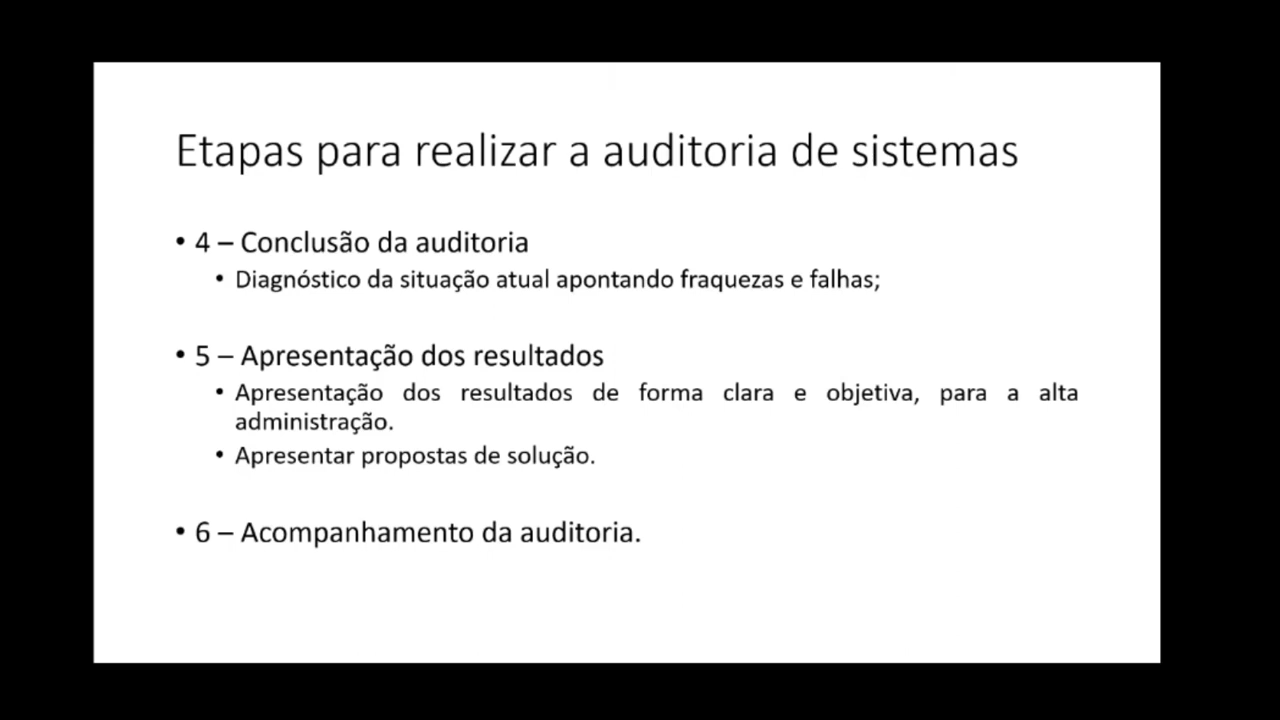 Etapas para realizar a auditoria de sistemas
• 4 – Conclusão da auditoria
• Diagnóstico da situação atual apontando fraquezas e falhas;
• 5 – Apresentação dos resultados
• Apresentação dos resultados de forma clara e objetiva, para a alta
administração.
• Apresentar propostas de solução.
• 6 – Acompanhamento da auditoria.